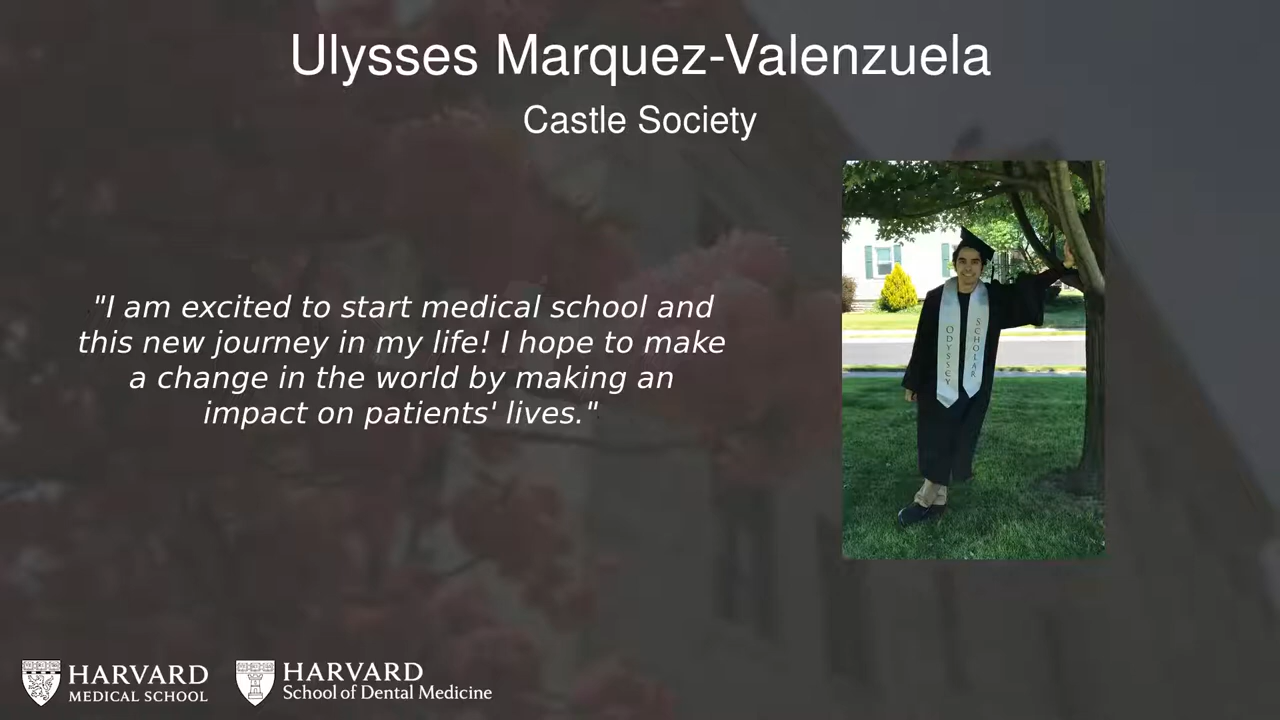 Ulysses Marquez-Valenzuela
Castle Society
"I am excited to start medical school and
this new journey in my life! I hope to make
a change in the world by making an
impact on patients' lives."
ODYSSEY
SCHOLAR
HARVARD
MEDICAL SCHOOL
HARVARD
School of Dental Medicine